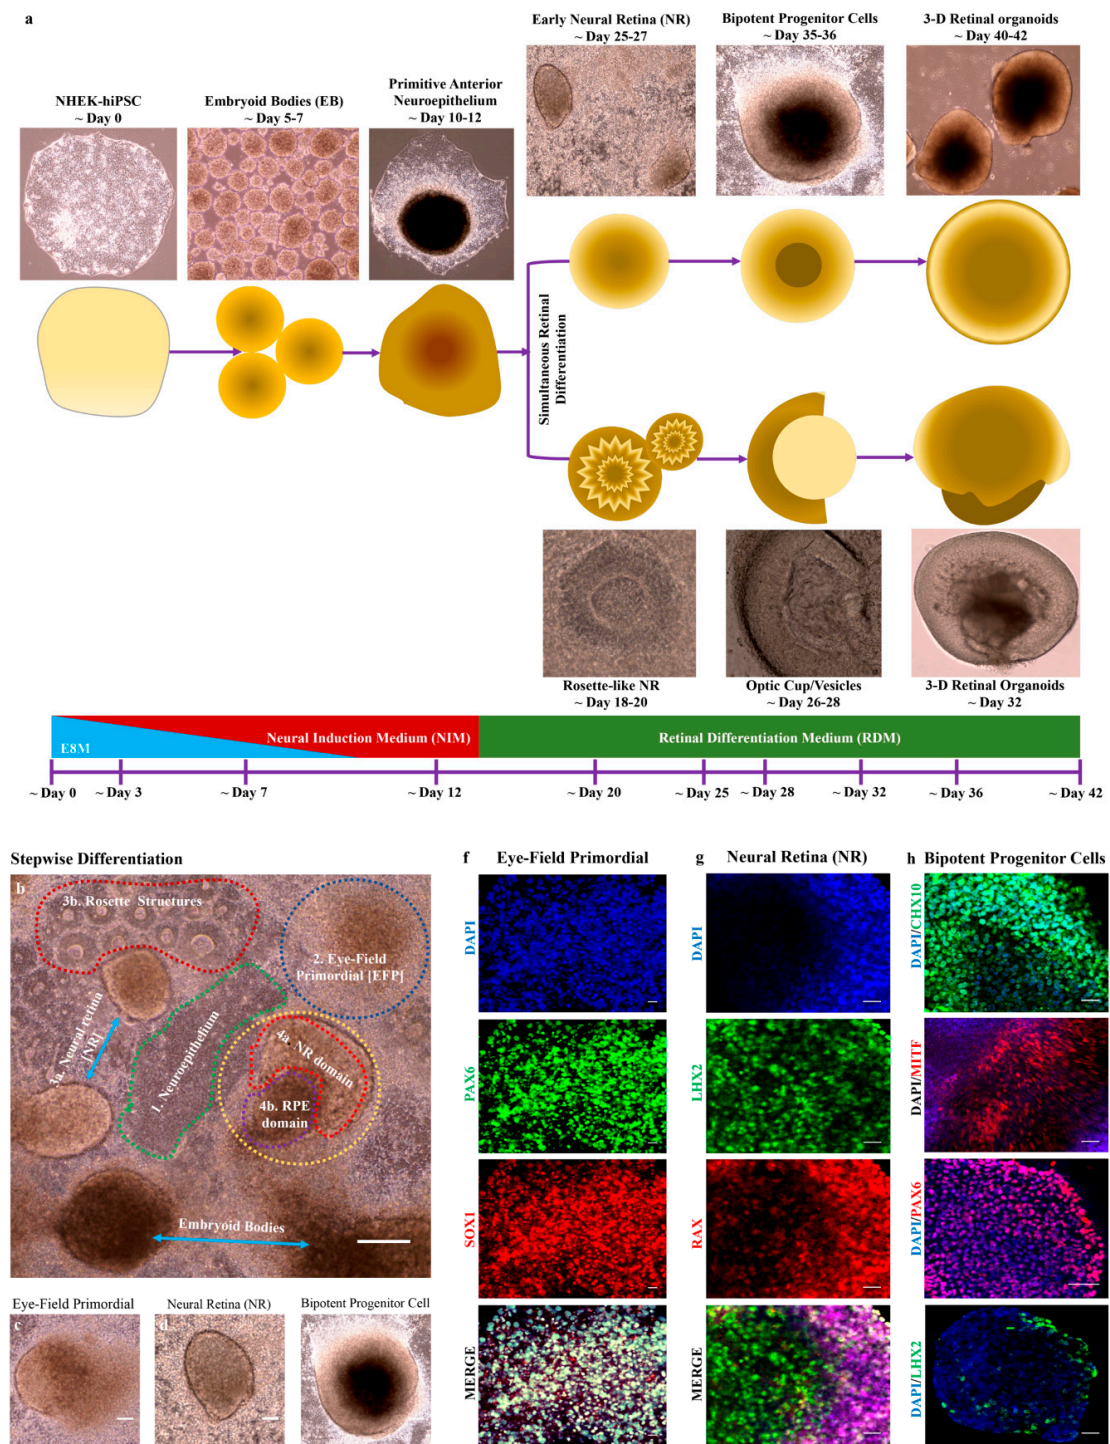 a
Early Neural Retina (NR)
~ Day 25-27
Bipotent Progenitor Cells
~ Day 35-36
3-D Retinal organoids
~ Day 40-42
NHEK-hiPSC
~ Day 0
Embryoid Bodies (EB)
~ Day 5-7
Primitive Anterior
Neuroepithelium
~ Day 10-12
Simultaneous Retinal
Differentiation
Rosette-like NR
~ Day 18-20
Optic Cup/Vesicles
~ Day 26-28
3-D Retinal Organoids
~ Day 32
E8M
Neural Induction Medium (NIM)
Retinal Differentiation Medium (RDM)
~ Day 0
~ Day 3
~ Day 7
~ Day 12
~ Day 20
~ Day 25
~ Day 28
~ Day 32
~ Day 36
~ Day 42
Stepwise Differentiation
b
3b. Rosette Structures
2. Eye-Field
Primordial [EFP]
3a. Neural retina
[NR]
1. Neuroepithelium
4a. NR domain
4b. RPE
domain
Embryoid Bodies
Eye-Field Primordial
c
Neural Retina (NR)
d
Bipotent Progenitor Cell
f
Eye-Field Primordial
DAPI
PAX6
SOX1
MERGE
g
Neural Retina (NR)
DAPI
LHX2
RAX
MERGE
h
Bipotent Progenitor Cells
DAPI/CHX10
DAPI/MITF
DAPI/PAX6
DAPI/LHX2